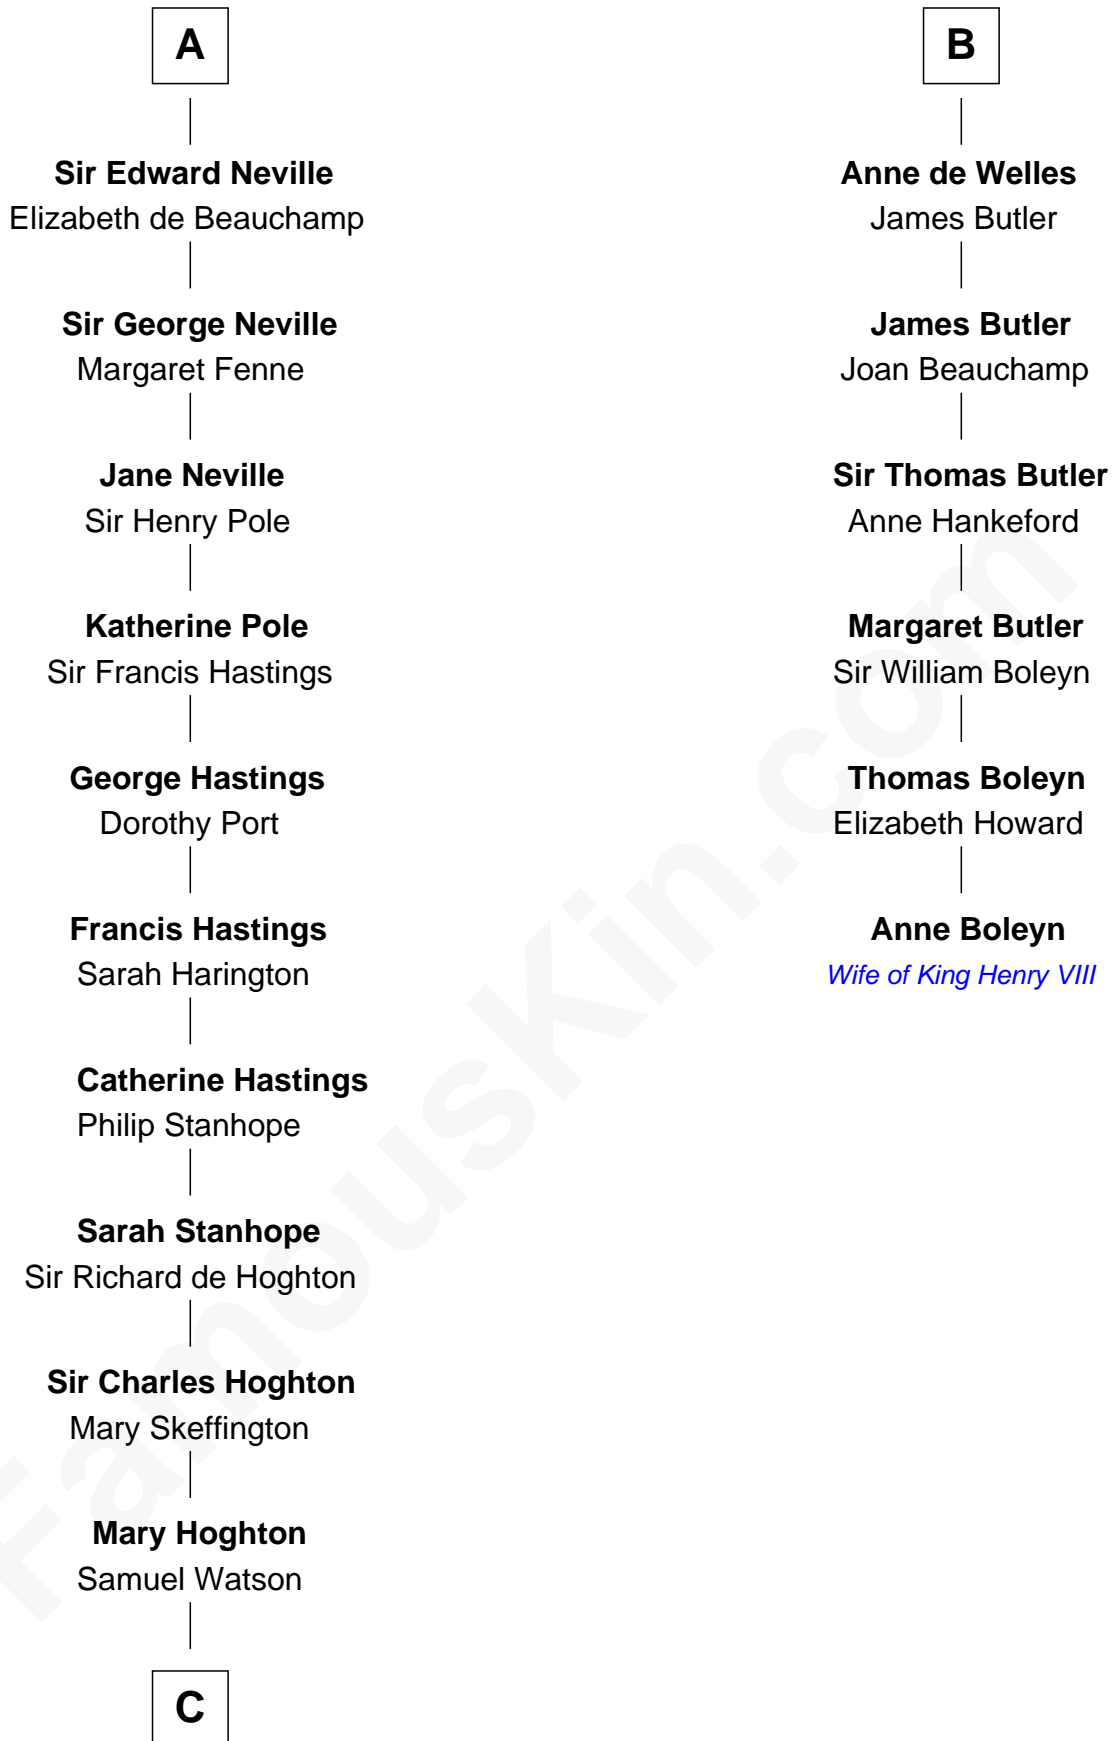 A
Sir Edward Neville
Elizabeth de Beauchamp
Sir George Neville
Margaret Fenne
Jane Neville
Sir Henry Pole
Katherine Pole
Sir Francis Hastings
George Hastings
Dorothy Port
Francis Hastings
Sarah Harington
Catherine Hastings
Philip Stanhope
Sarah Stanhope
Sir Richard de Hoghton
Sir Charles Hoghton
Mary Skeffington
Mary Hoghton
Samuel Watson
C
B
Anne de Welles
James Butler
James Butler
Joan Beauchamp
Sir Thomas Butler
Anne Hankeford
Margaret Butler
Sir William Boleyn
Thomas Boleyn
Elizabeth Howard
Anne Boleyn
Wife of King Henry VIII
FamousKin.com